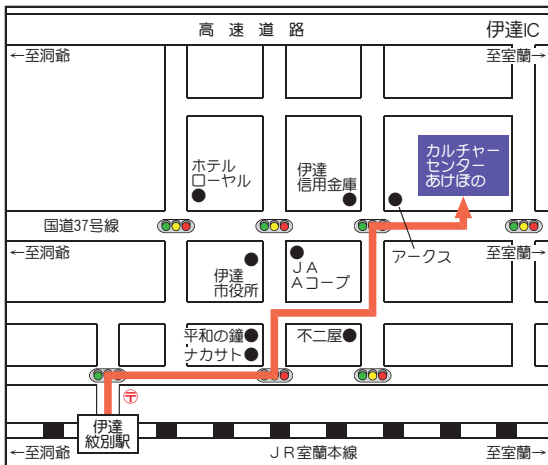 高速道路
伊達IC
←至洞爺
至室蘭→
ホテル
ローヤル
伊達
信用金庫
カルチャー
センター
あけぼの
国道37号線
アークス
←至洞爺
至室蘭→
伊達
市役所
JA
Aコープ
平和の鐘
ナカサト
不二屋
〒
伊達
紋別駅
←至洞爺
JR室蘭本線
至室蘭→